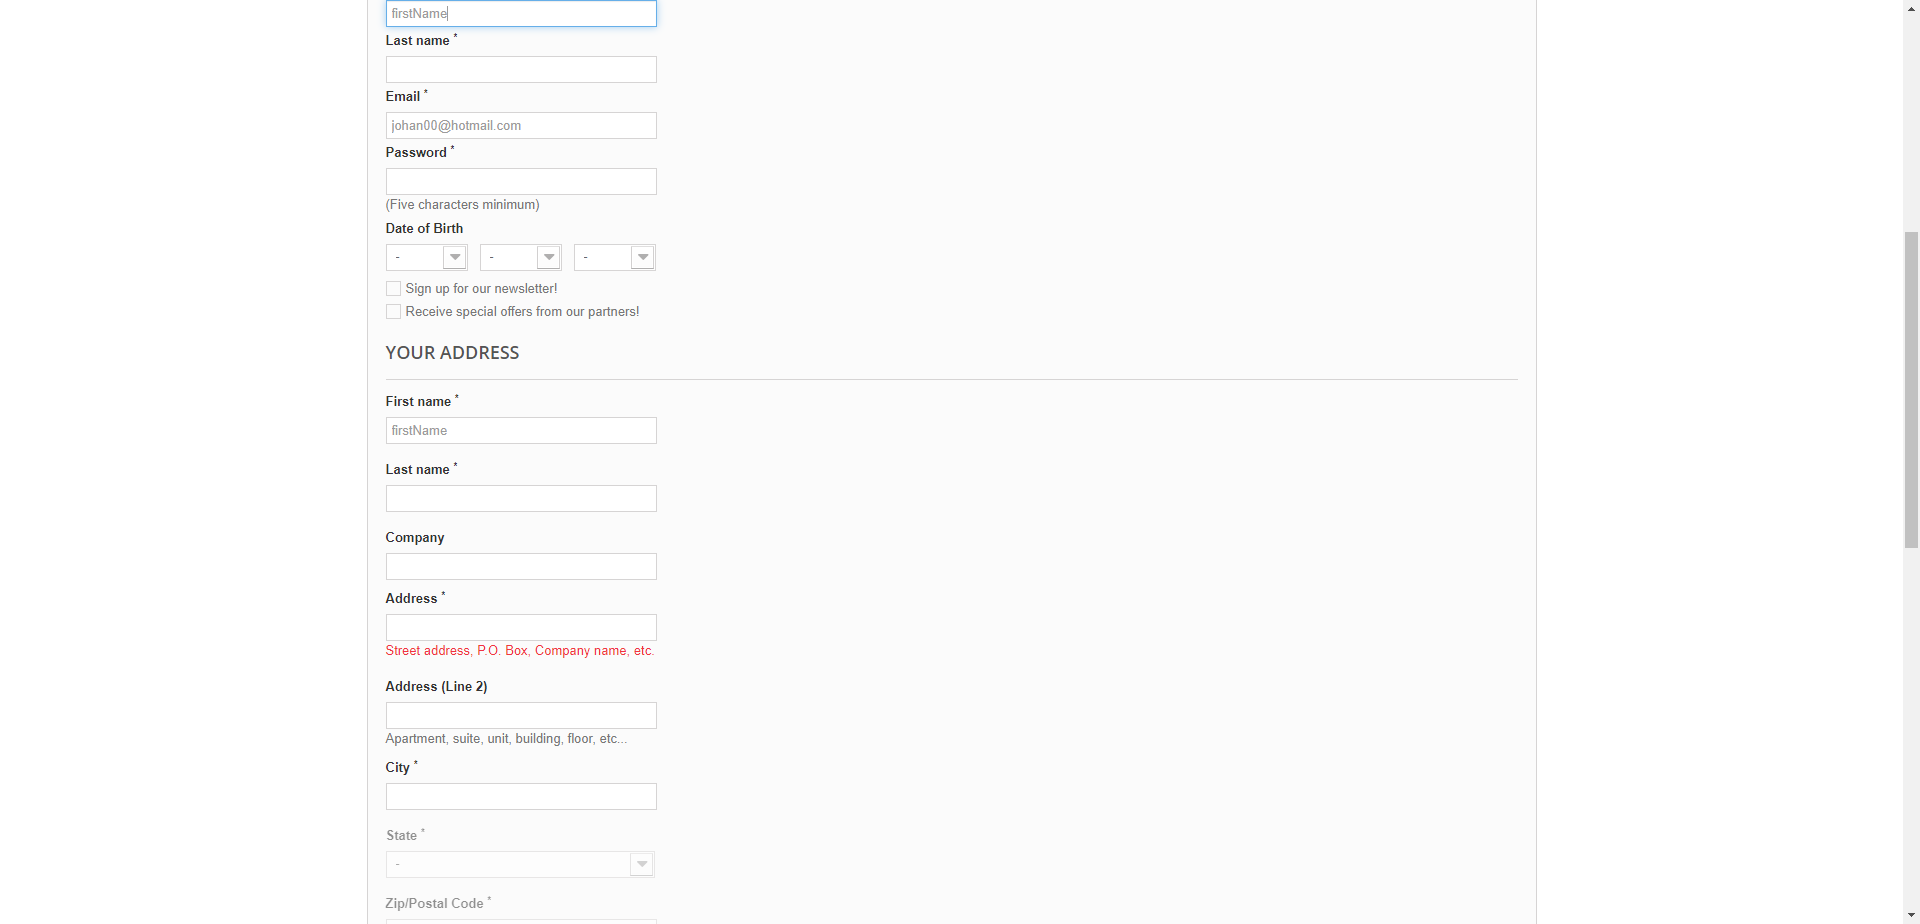 firstName
Last name *
Email *
johan00@hotmail.com
Password *
(Five characters minimum)
Date of Birth
- - -
Sign up for our newsletter!
Receive special offers from our partners!
YOUR ADDRESS
First name *
firstName
Last name *
Company
Address *
Street address, P.O. Box, Company name, etc.
Address (Line 2)
Apartment, suite, unit, building, floor, etc...
City *
State *
-
Zip/Postal Code *